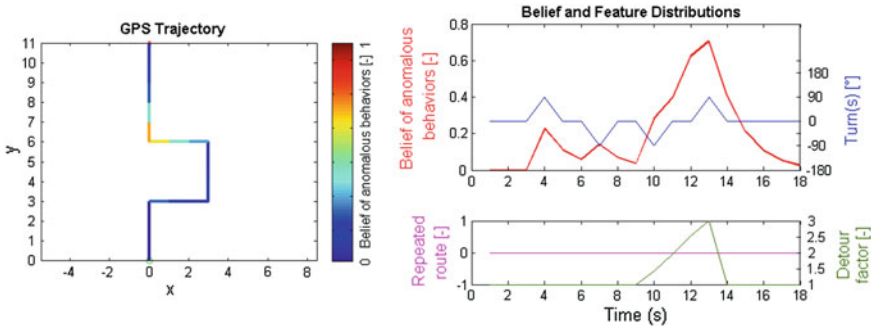 GPS Trajectory
11
10
9
8
7
6
5
4
3
2
1
0
y
-4 -2 0 2 4 6 8
x
0 Belief of anomalous behaviors [-] 1
Belief and Feature Distributions
Belief of anomalous
behaviors [-]
0.8
0.6
0.4
0.2
0
180
90
0
-90
-180
Turn(s) [°]
0 2 4 6 8 10 12 14 16 18
Repeated
route [-]
1
0
-1
3
2.5
2
1.5
1
Detour
factor [-]
0 2 4 6 8 10 12 14 16 18
Time (s)